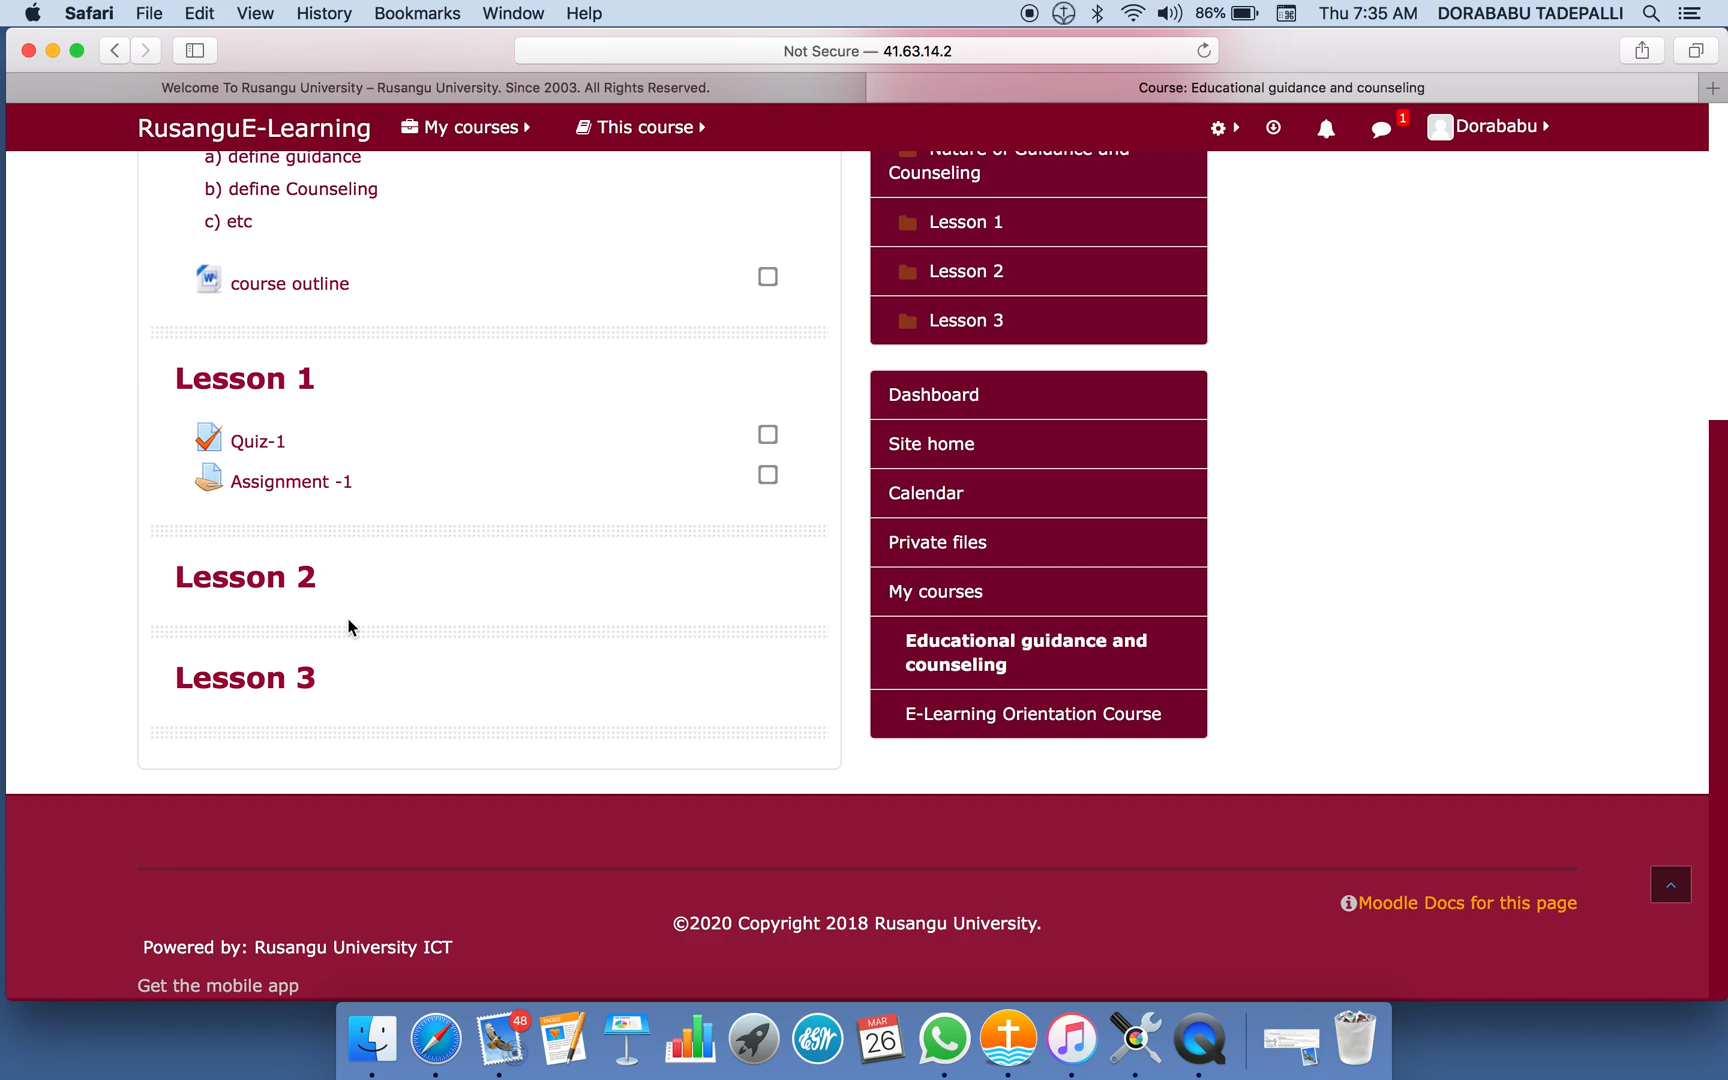 Safari File Edit View History Bookmarks Window Help 86% Thu 7:35 AM DORABABU TADEPALLI
Not Secure — 41.63.14.2
Welcome To Rusangu University – Rusangu University. Since 2003. All Rights Reserved.
Course: Educational guidance and counseling
RusanguE-Learning My courses This course 1 Dorababu
a) define guidance
b) define Counseling
c) etc
course outline
Lesson 1
Quiz-1
Assignment -1
Lesson 2
Lesson 3
Nature of Guidance and
Counseling
Lesson 1
Lesson 2
Lesson 3
Dashboard
Site home
Calendar
Private files
My courses
Educational guidance and
counseling
E-Learning Orientation Course
Moodle Docs for this page
©2020 Copyright 2018 Rusangu University.
Powered by: Rusangu University ICT
Get the mobile app
48
MAR
26